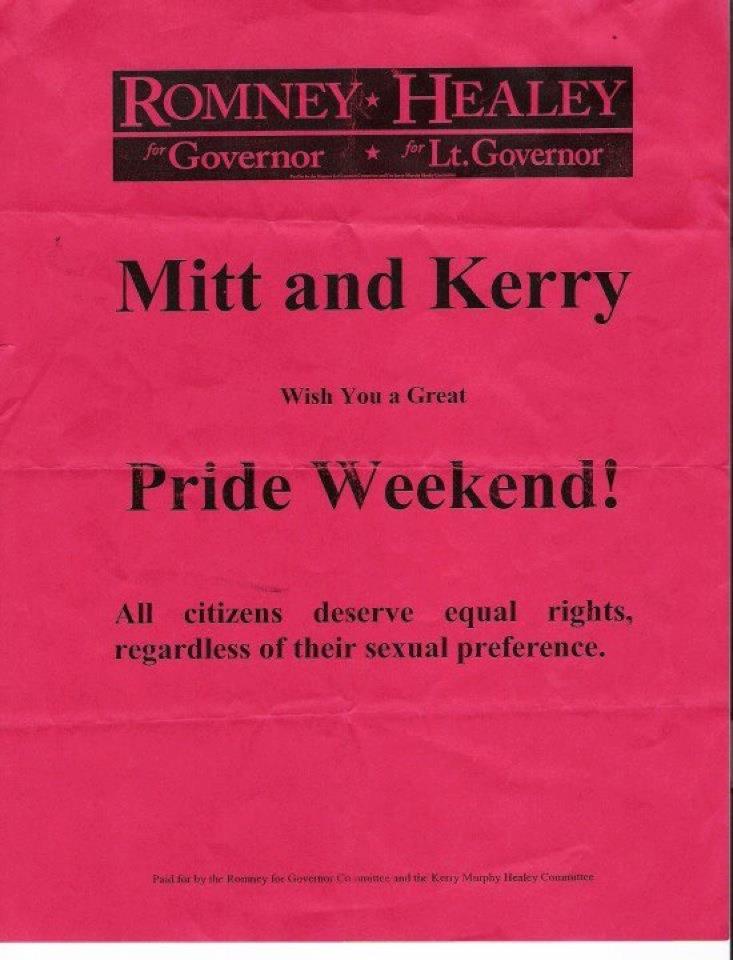 ROMNEY ★ HEALEY
for Governor ★ for Lt. Governor
Mitt and Kerry
Wish You a Great
Pride Weekend!
All citizens deserve equal rights,
regardless of their sexual preference.
Paid for by the Romney for Governor Committee and the Kerry Murphy Healey Committee